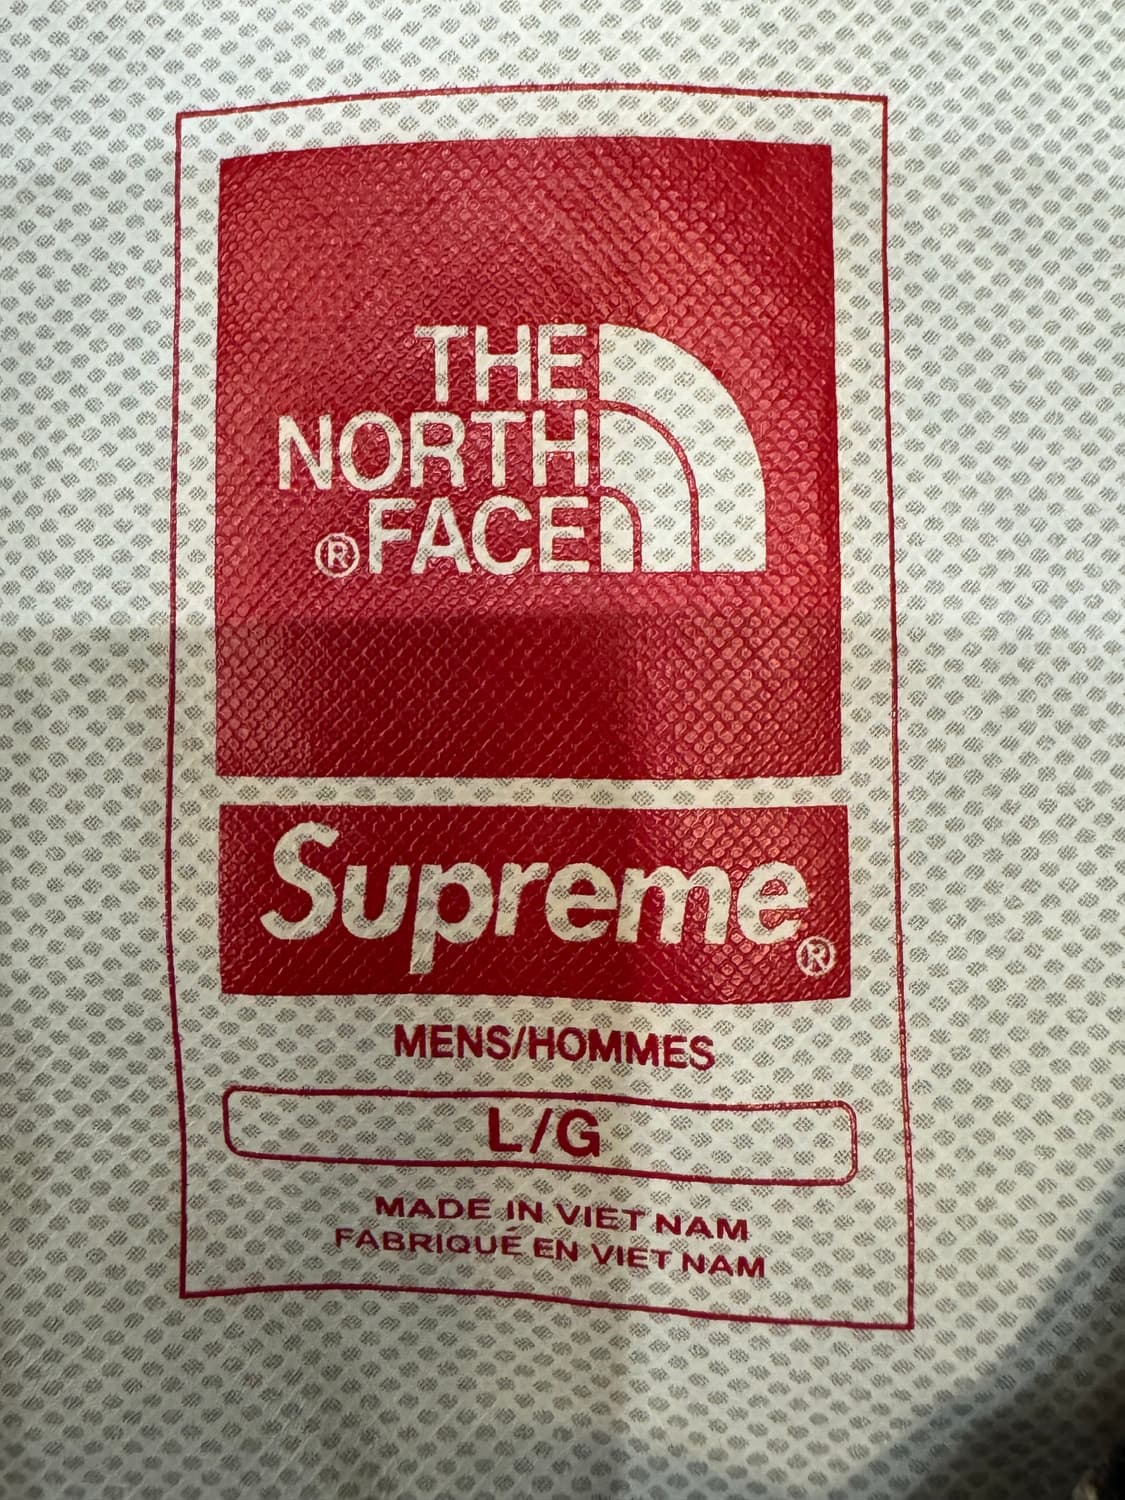 THE
NORTH
®FACE
Supreme®
MENS/HOMMES
L/G
MADE IN VIET NAM
FABRIQUÉ EN VIET NAM